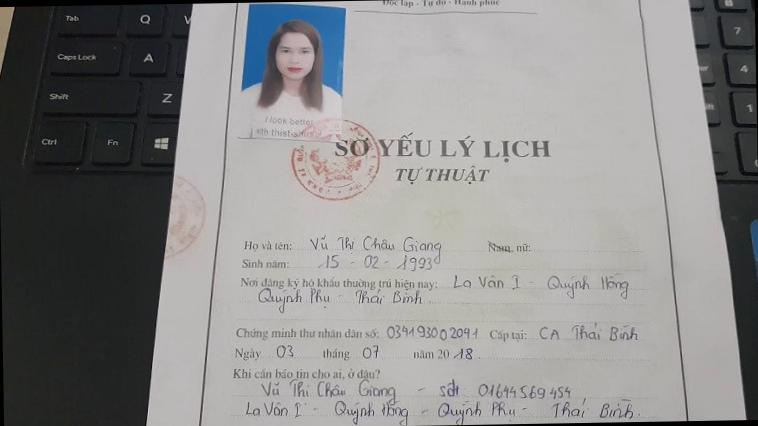 Độc lập - Tự do - Hạnh phúc
Tab Q
Caps Lock A
Shift Z
Ctrl Fn
7
4
1
I look better
SƠ YẾU LÝ LỊCH
TỰ THUẬT
Họ và tên: Vũ Thị Châu Giang Nam, nữ:
Sinh năm: 15 - 02 - 1993
Nơi đăng ký hộ khẩu thường trú hiện nay: La Vân I - Quỳnh Hồng
Quỳnh Phụ - Thái Bình
Chứng minh thư nhân dân số: 034193002041 Cấp tại: CA Thái Bình
Ngày 03 tháng 07 năm 2018.
Khi cần báo tin cho ai, ở đâu?
Vũ Thị Châu Giang - sđt 01644569454
La Vân I - Quỳnh Hồng - Quỳnh Phụ - Thái Bình.